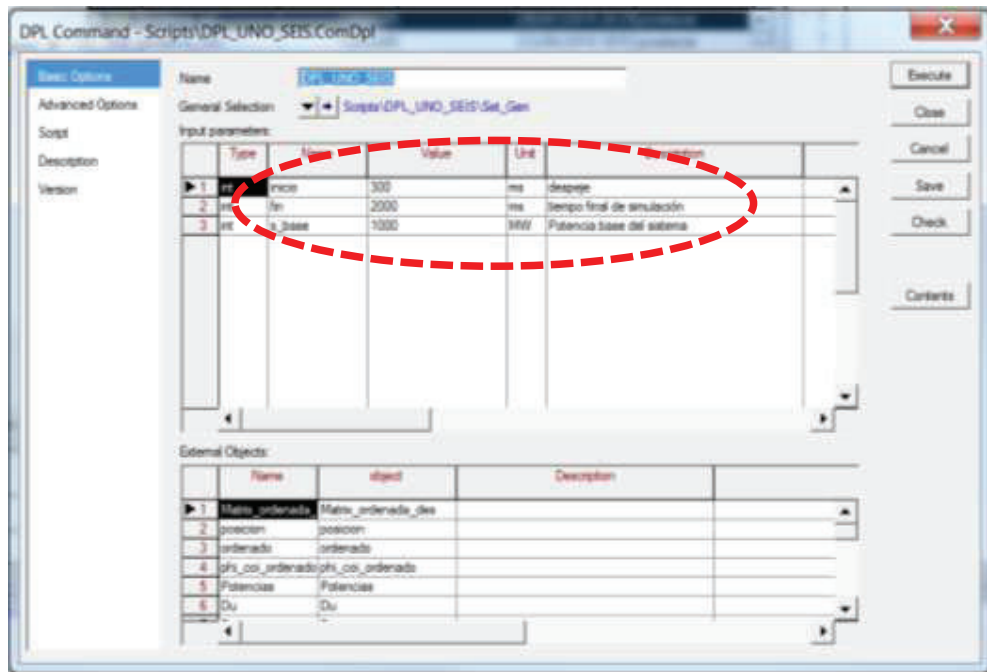 DPL Command - Scripts\DPL_UNO_SEIS.ComDpl
Basic Options
Advanced Options
Script
Description
Version
Name DPL_UNO_SEIS
General Selection Scripts\DPL_UNO_SEIS\Set_Gen
Input parameters:
Type Name Value Unit Description
1 int inicio 300 ms despeje
2 int fin 2000 ms tiempo final de simulación
3 int s_base 1000 MW Potencia base del sistema
External Objects:
Name object Description
1 Matrix_ordenada_ Matrix_ordenada_des
2 posicion posicion
3 ordenado ordenado
4 phi_coi_ordenado phi_coi_ordenado
5 Potencias Potencias
6 Du Du
Execute
Close
Cancel
Save
Check
Contents